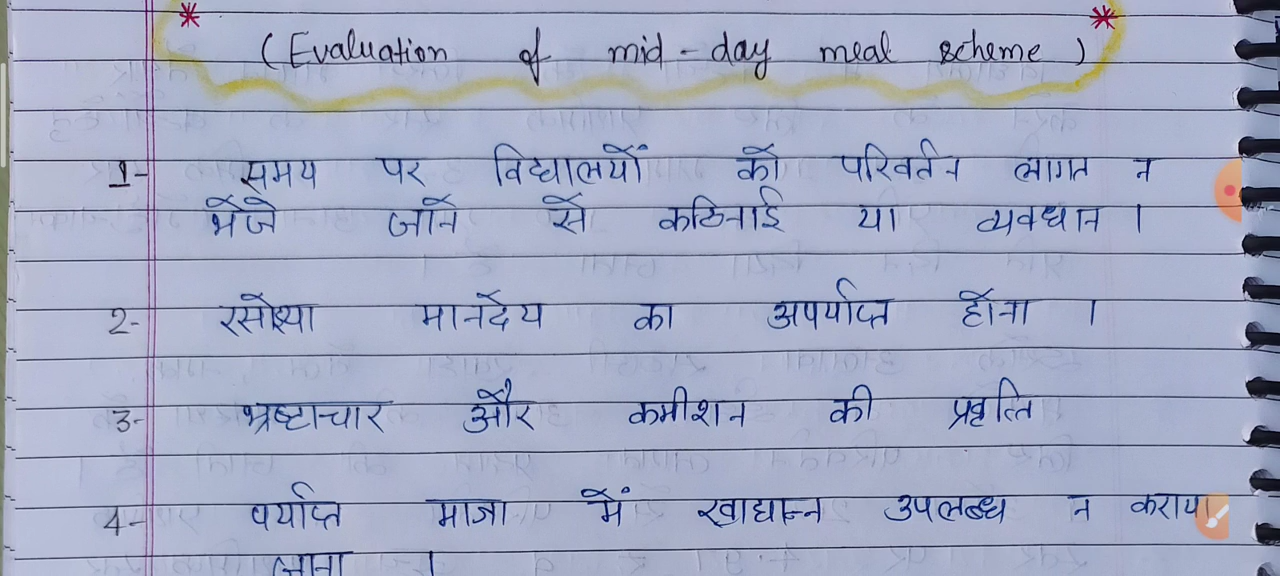 * *
(Evaluation of mid-day meal scheme)
1- समय पर विद्यालयों को परिवर्तन लागत न
भेजे जाने से कठिनाई या व्यवधान ।
2- रसोइया मानदेय का अपर्याप्त होना ।
3- भ्रष्टाचार और कमीशन की प्रवृत्ति
4- पर्याप्त मात्रा में खाद्यान्न उपलब्ध न कराया
जाना ।